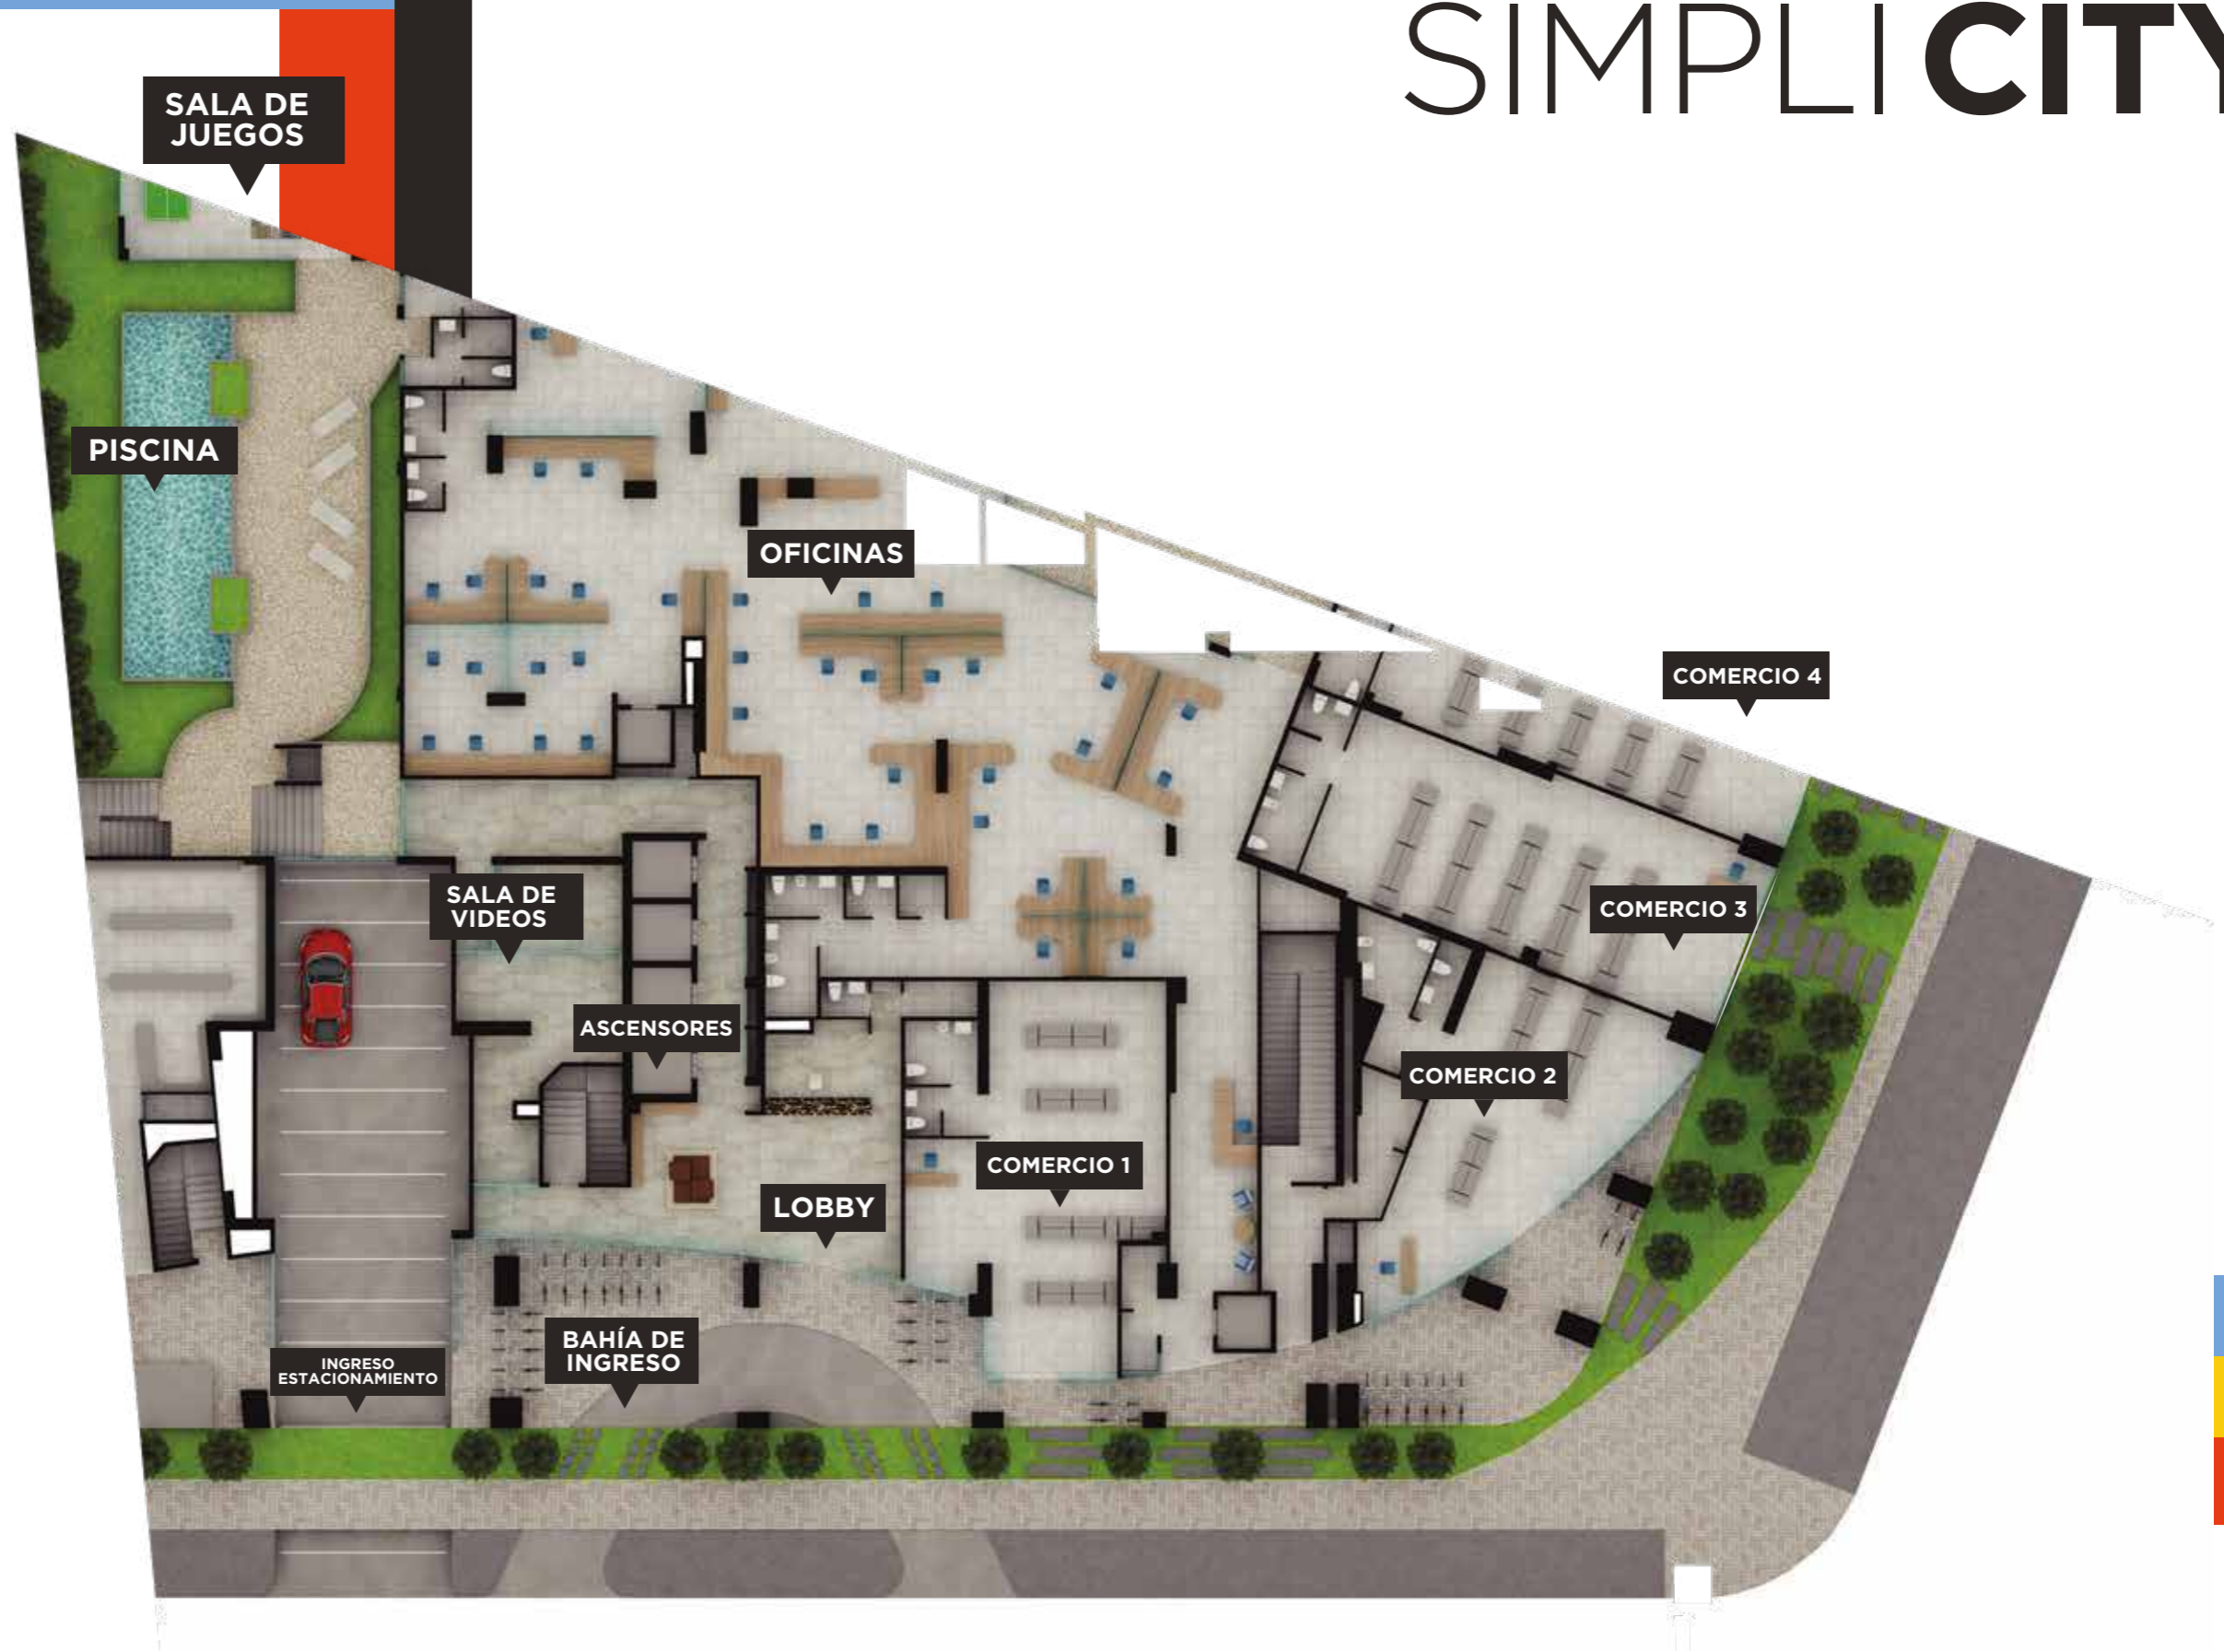 SIMPLICITY
SALA DE
JUEGOS
PISCINA
OFICINAS
COMERCIO 4
SALA DE
VIDEOS
COMERCIO 3
ASCENSORES
COMERCIO 2
COMERCIO 1
LOBBY
BAHÍA DE
INGRESO
INGRESO
ESTACIONAMIENTO